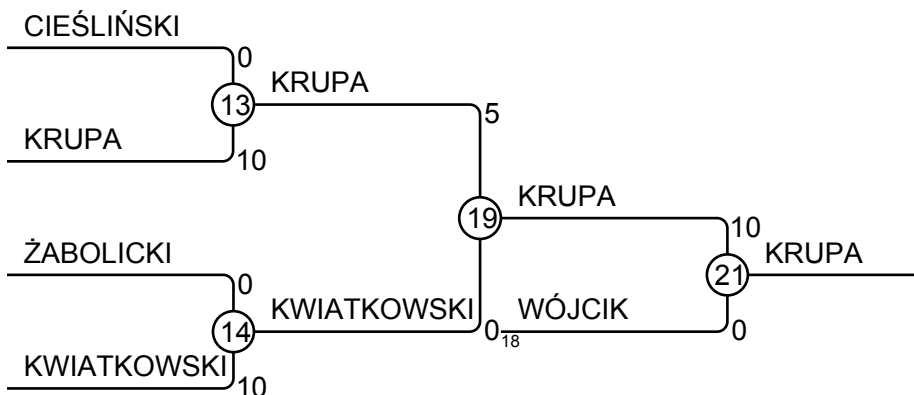 CIEŚLIŃSKI
0
13
KRUPA
5
KRUPA
10
19
KRUPA
10
ŻABOLICKI
0
21
KRUPA
14
KWIATKOWSKI
0
18
WÓJCIK
0
KWIATKOWSKI
10